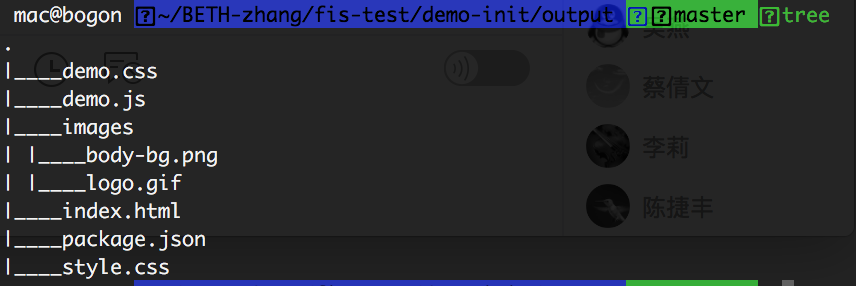 mac@bogon ~/BETH-zhang/fis-test/demo-init/output master tree
.
|____demo.css
|____demo.js
|____images
| |____body-bg.png
| |____logo.gif
|____index.html
|____package.json
|____style.css
蔡倩文
李莉
陈捷丰